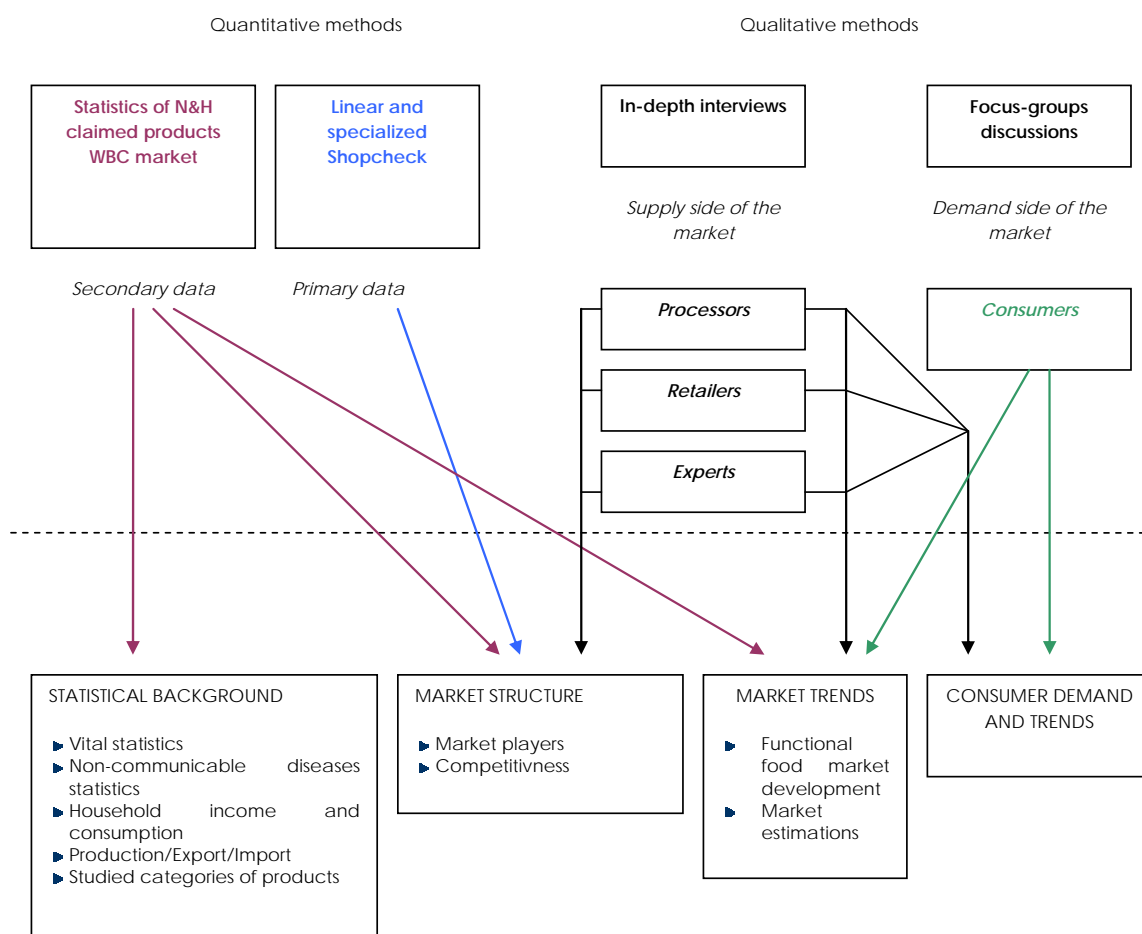 Quantitative methods
Qualitative methods
Statistics of N&H
claimed products
WBC market
Linear and
specialized
Shopcheck
In-depth interviews
Focus-groups
discussions
Supply side of the
market
Demand side of the
market
Secondary data
Primary data
Processors
Consumers
Retailers
Experts
STATISTICAL BACKGROUND
Vital statistics
Non-communicable diseases
statistics
Household income and
consumption
Production/Export/Import
Studied categories of products
MARKET STRUCTURE
Market players
Competitivness
MARKET TRENDS
Functional
food market
development
Market
estimations
CONSUMER DEMAND
AND TRENDS